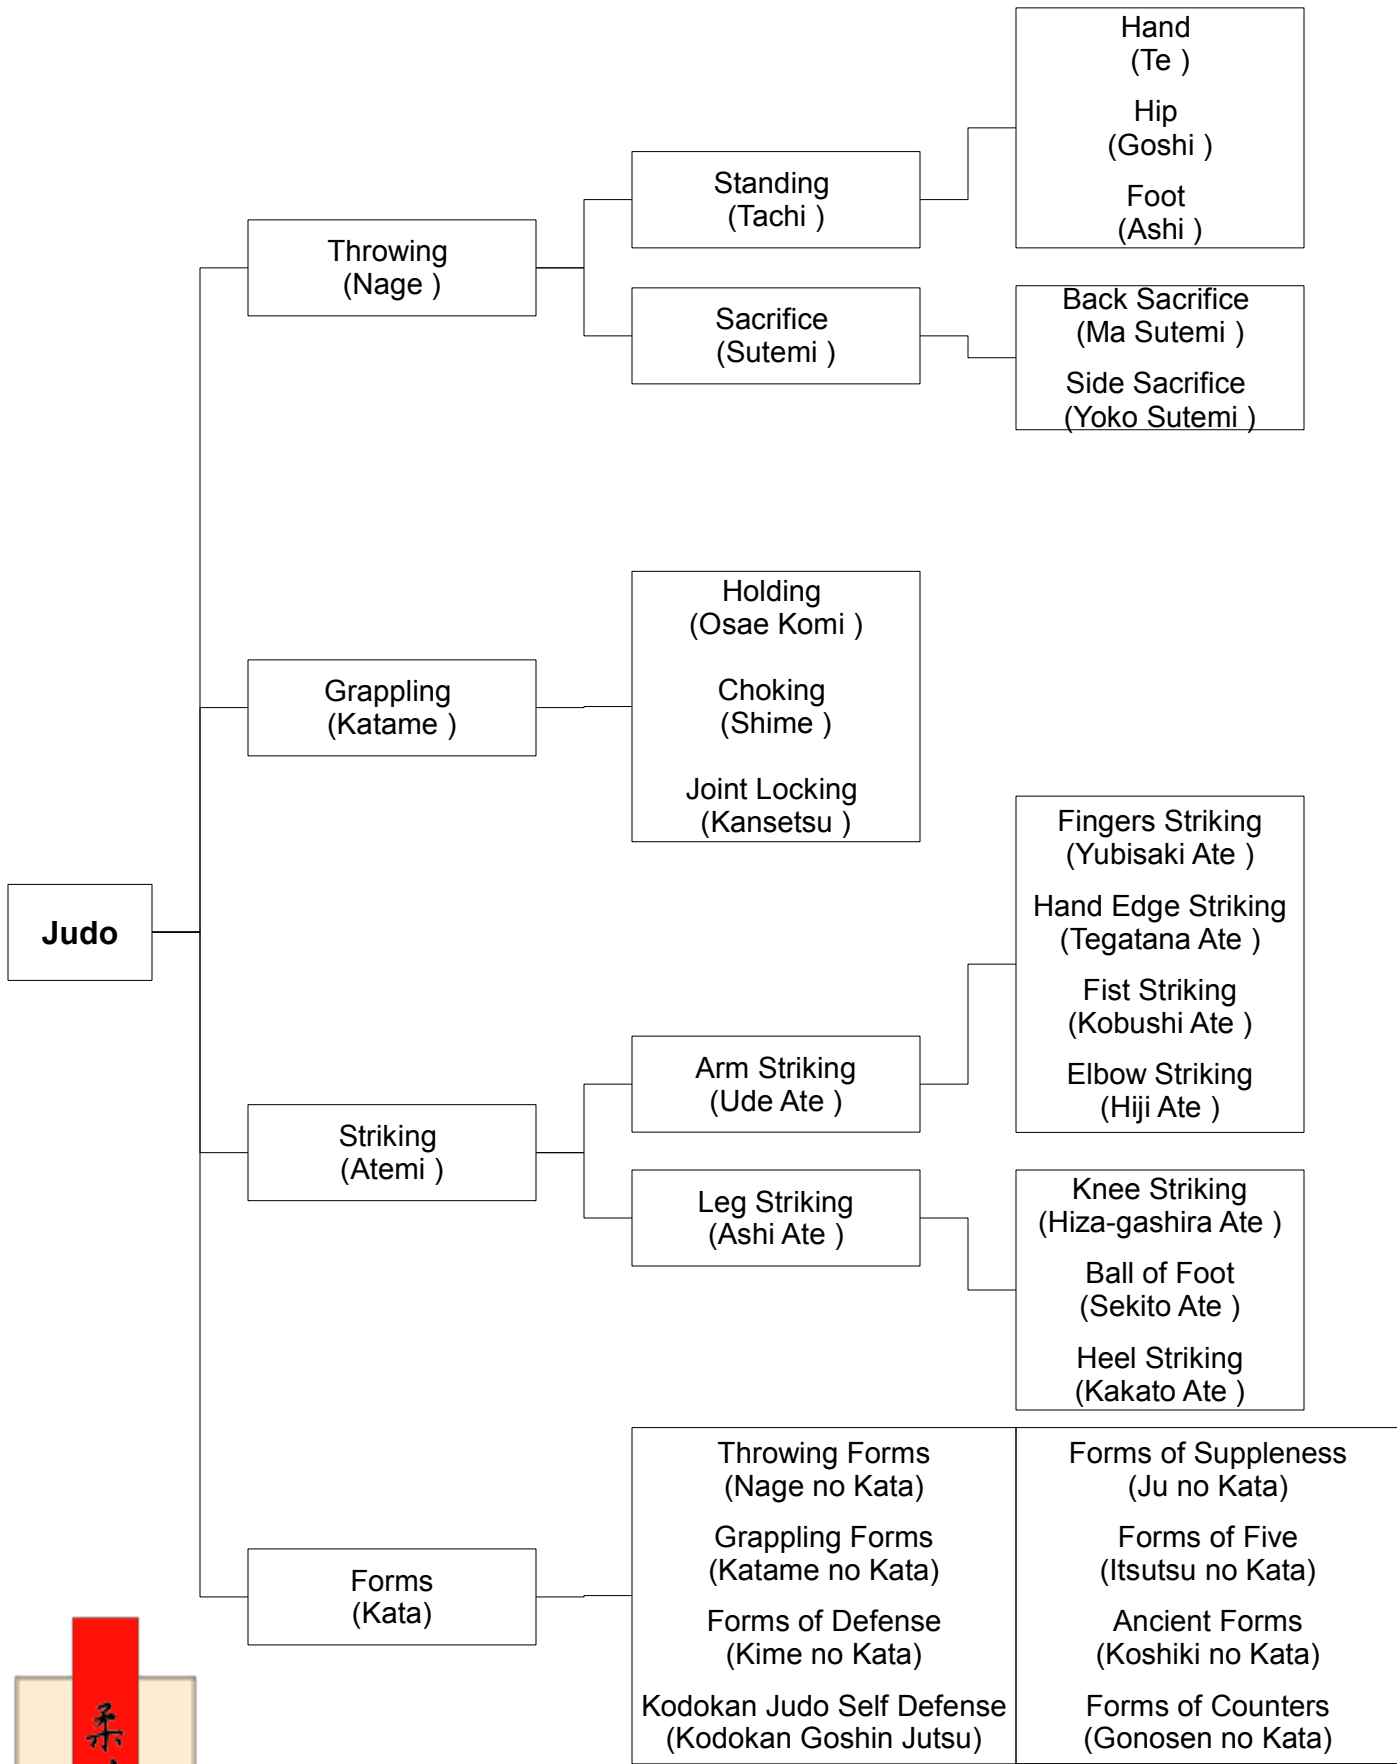 Hand
(Te )
Hip
(Goshi )
Foot
(Ashi )
Standing
(Tachi )
Throwing
(Nage )
Sacrifice
(Sutemi )
Back Sacrifice
(Ma Sutemi )
Side Sacrifice
(Yoko Sutemi )
Holding
(Osae Komi )
Choking
(Shime )
Joint Locking
(Kansetsu )
Grappling
(Katame )
Judo
Fingers Striking
(Yubisaki Ate )
Hand Edge Striking
(Tegatana Ate )
Fist Striking
(Kobushi Ate )
Elbow Striking
(Hiji Ate )
Arm Striking
(Ude Ate )
Striking
(Atemi )
Leg Striking
(Ashi Ate )
Knee Striking
(Hiza-gashira Ate )
Ball of Foot
(Sekito Ate )
Heel Striking
(Kakato Ate )
Forms
(Kata)
Throwing Forms
(Nage no Kata)
Grappling Forms
(Katame no Kata)
Forms of Defense
(Kime no Kata)
Kodokan Judo Self Defense
(Kodokan Goshin Jutsu)
Forms of Suppleness
(Ju no Kata)
Forms of Five
(Itsutsu no Kata)
Ancient Forms
(Koshiki no Kata)
Forms of Counters
(Gonosen no Kata)
柔